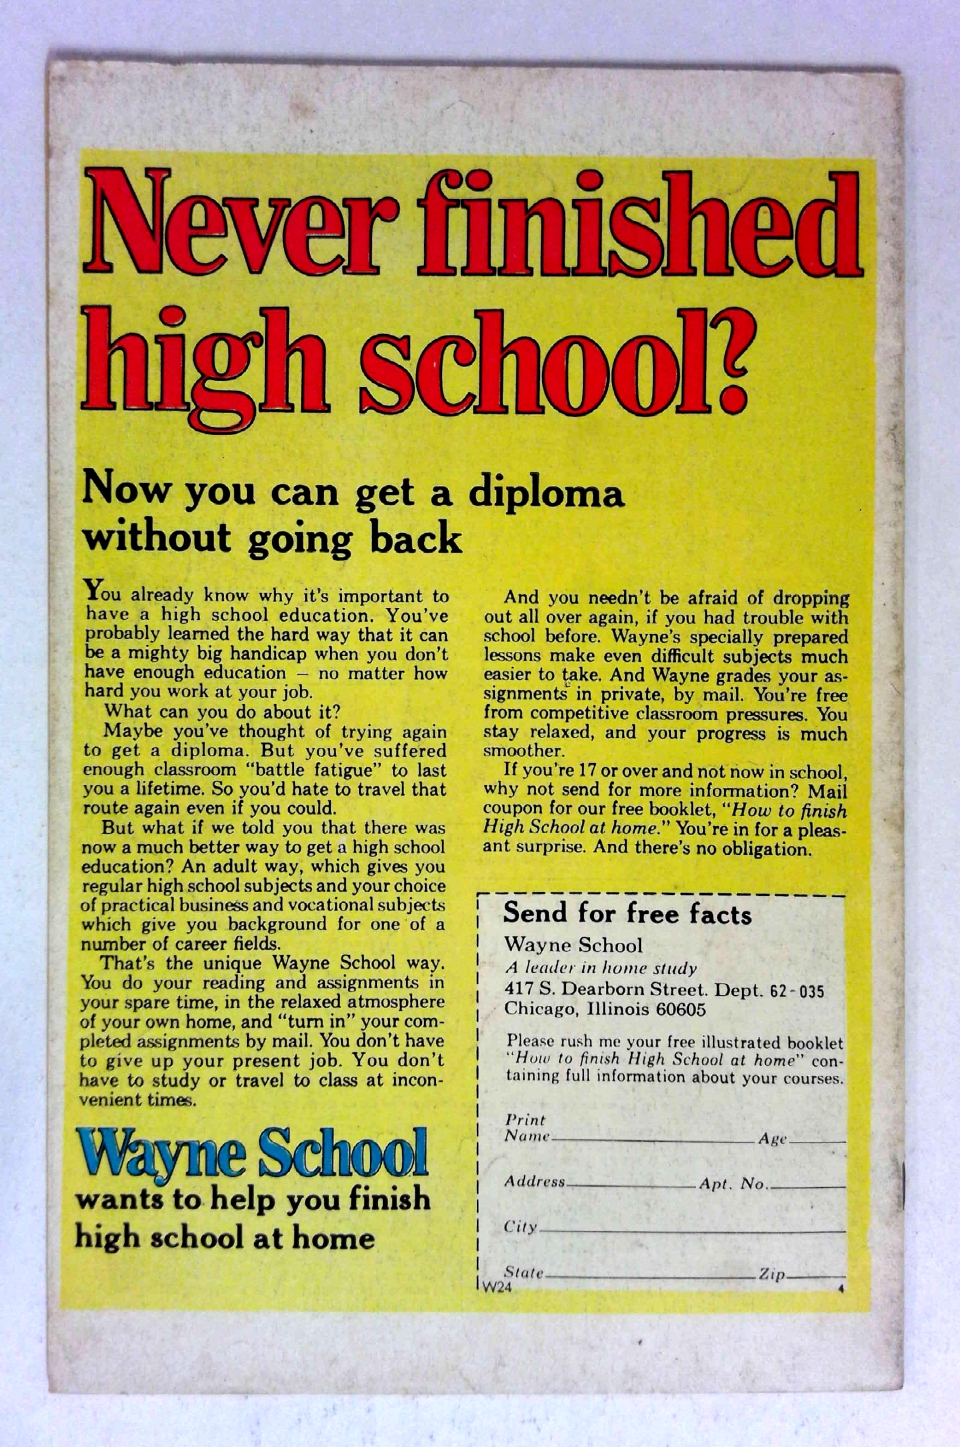 Never finished
high school?
Now you can get a diploma
without going back
You already know why it's important to
have a high school education. You've
probably learned the hard way that it can
be a mighty big handicap when you don't
have enough education — no matter how
hard you work at your job.
What can you do about it?
Maybe you've thought of trying again
to get a diploma. But you've suffered
enough classroom "battle fatigue" to last
you a lifetime. So you'd hate to travel that
route again even if you could.
But what if we told you that there was
now a much better way to get a high school
education? An adult way, which gives you
regular high school subjects and your choice
of practical business and vocational subjects
which give you background for one of a
number of career fields.
That's the unique Wayne School way.
You do your reading and assignments in
your spare time, in the relaxed atmosphere
of your own home, and "turn in" your com-
pleted assignments by mail. You don't have
to give up your present job. You don't
have to study or travel to class at incon-
venient times.
Wayne School
wants to help you finish
high school at home
And you needn't be afraid of dropping
out all over again, if you had trouble with
school before. Wayne's specially prepared
lessons make even difficult subjects much
easier to take. And Wayne grades your as-
signments in private, by mail. You're free
from competitive classroom pressures. You
stay relaxed, and your progress is much
smoother.
If you're 17 or over and not now in school,
why not send for more information? Mail
coupon for our free booklet, "How to finish
High School at home." You're in for a pleas-
ant surprise. And there's no obligation.
Send for free facts
Wayne School
A leader in home study
417 S. Dearborn Street. Dept. 62-035
Chicago, Illinois 60605
Please rush me your free illustrated booklet
"How to finish High School at home" con-
taining full information about your courses.
Print
Name Age
Address Apt. No.
City
State Zip
W24 4